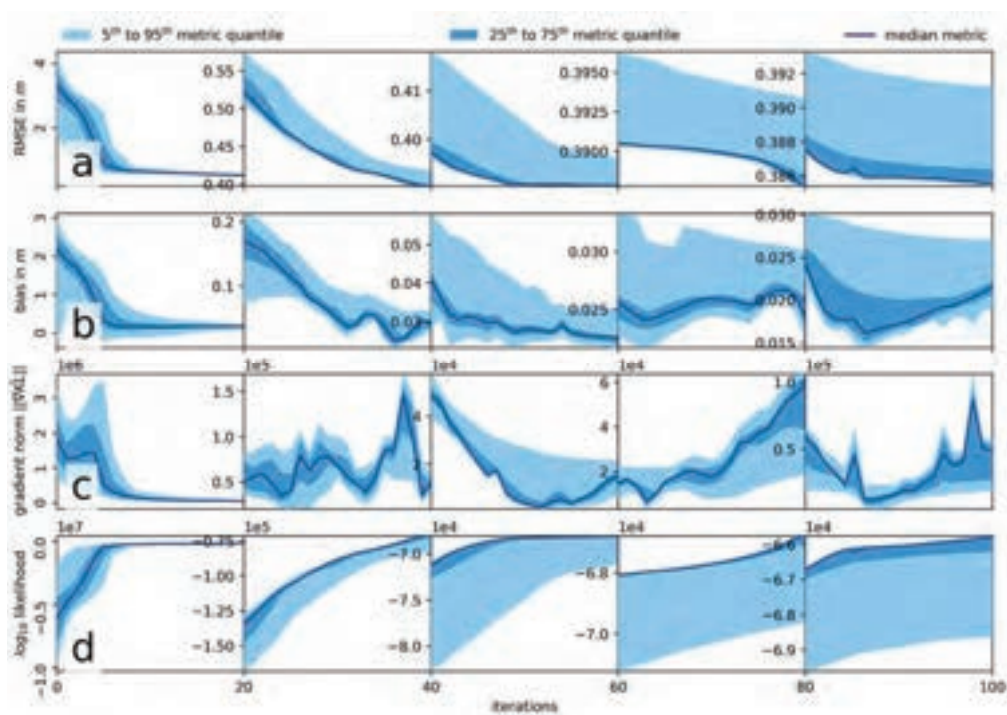 5th to 95th metric quantile 25th to 75th metric quantile median metric
RMSE in m
4
2
a
0.55
0.50
0.45
0.40
0.41
0.40
0.3950
0.3925
0.3900
0.392
0.390
0.388
0.386
bias in m
3
2
1
0
b
0.2
0.1
0.05
0.04
0.03
0.030
0.025
0.030
0.025
0.020
0.015
gradient norm ||∇KL||
1e6
3
2
1
0
c
1e5
1.5
1.0
0.5
1e4
4
2
1e4
6
4
2
1e5
1.0
0.5
log10 likelihood
1e7
0.0
−0.5
−1.0
d
1e5
−0.75
−1.00
−1.25
−1.50
1e4
−7.0
−7.5
−8.0
1e4
−6.8
−7.0
1e4
−6.6
−6.7
−6.8
−6.9
0 20 40 60 80 100
iterations